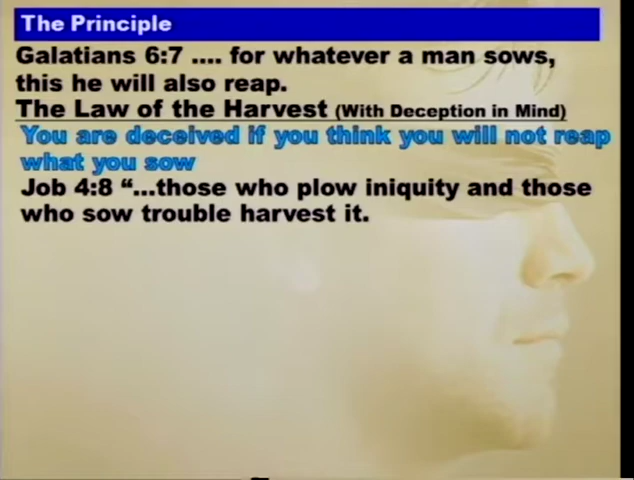 The Principle
Galatians 6:7 .... for whatever a man sows,
this he will also reap.
The Law of the Harvest (With Deception in Mind)
You are deceived if you think you will not reap
what you sow
Job 4:8 “...those who plow iniquity and those
who sow trouble harvest it.